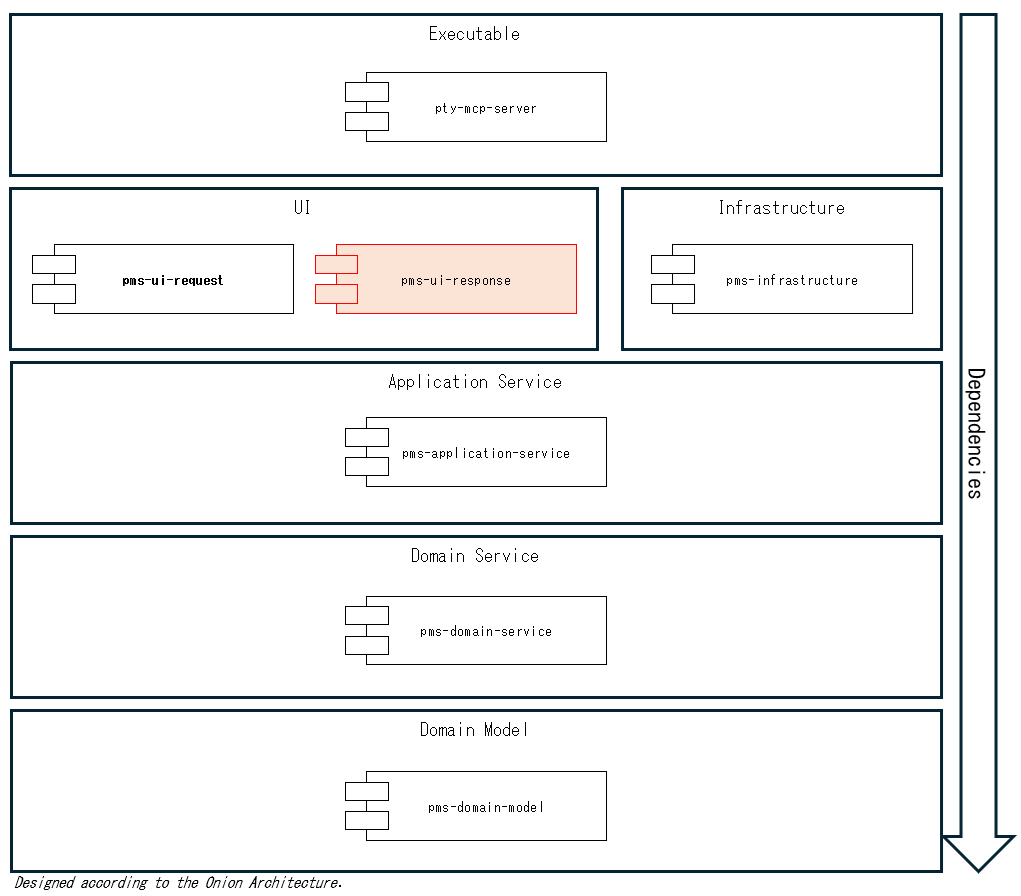 Executable
pty-mcp-server
UI
pms-ui-request
pms-ui-response
Infrastructure
pms-infrastructure
Application Service
pms-application-service
Domain Service
pms-domain-service
Domain Model
pms-domain-model
Dependencies
Designed according to the Onion Architecture.